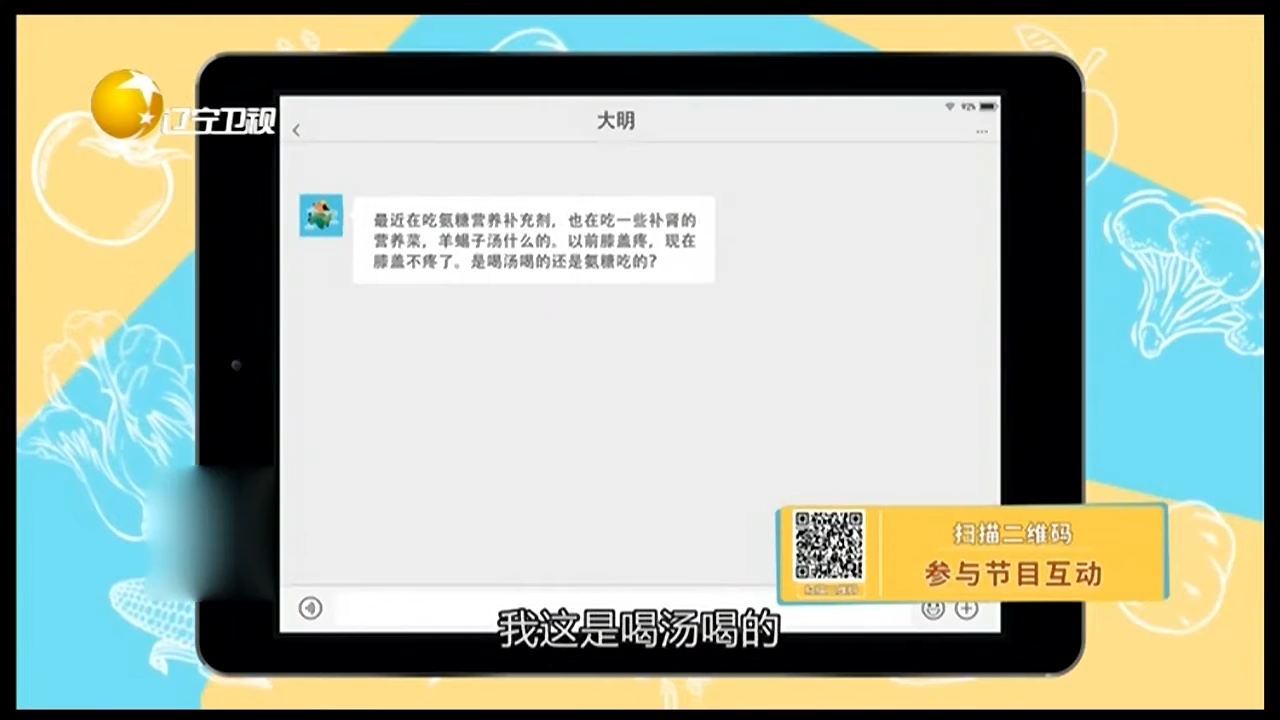 辽宁卫视
大明
92%
最近在吃氨糖营养补充剂，也在吃一些补肾的
营养菜，羊蝎子汤什么的。以前膝盖疼，现在
膝盖不疼了。是喝汤喝的还是氨糖吃的？
扫描二维码
参与节目互动
我这是喝汤喝的